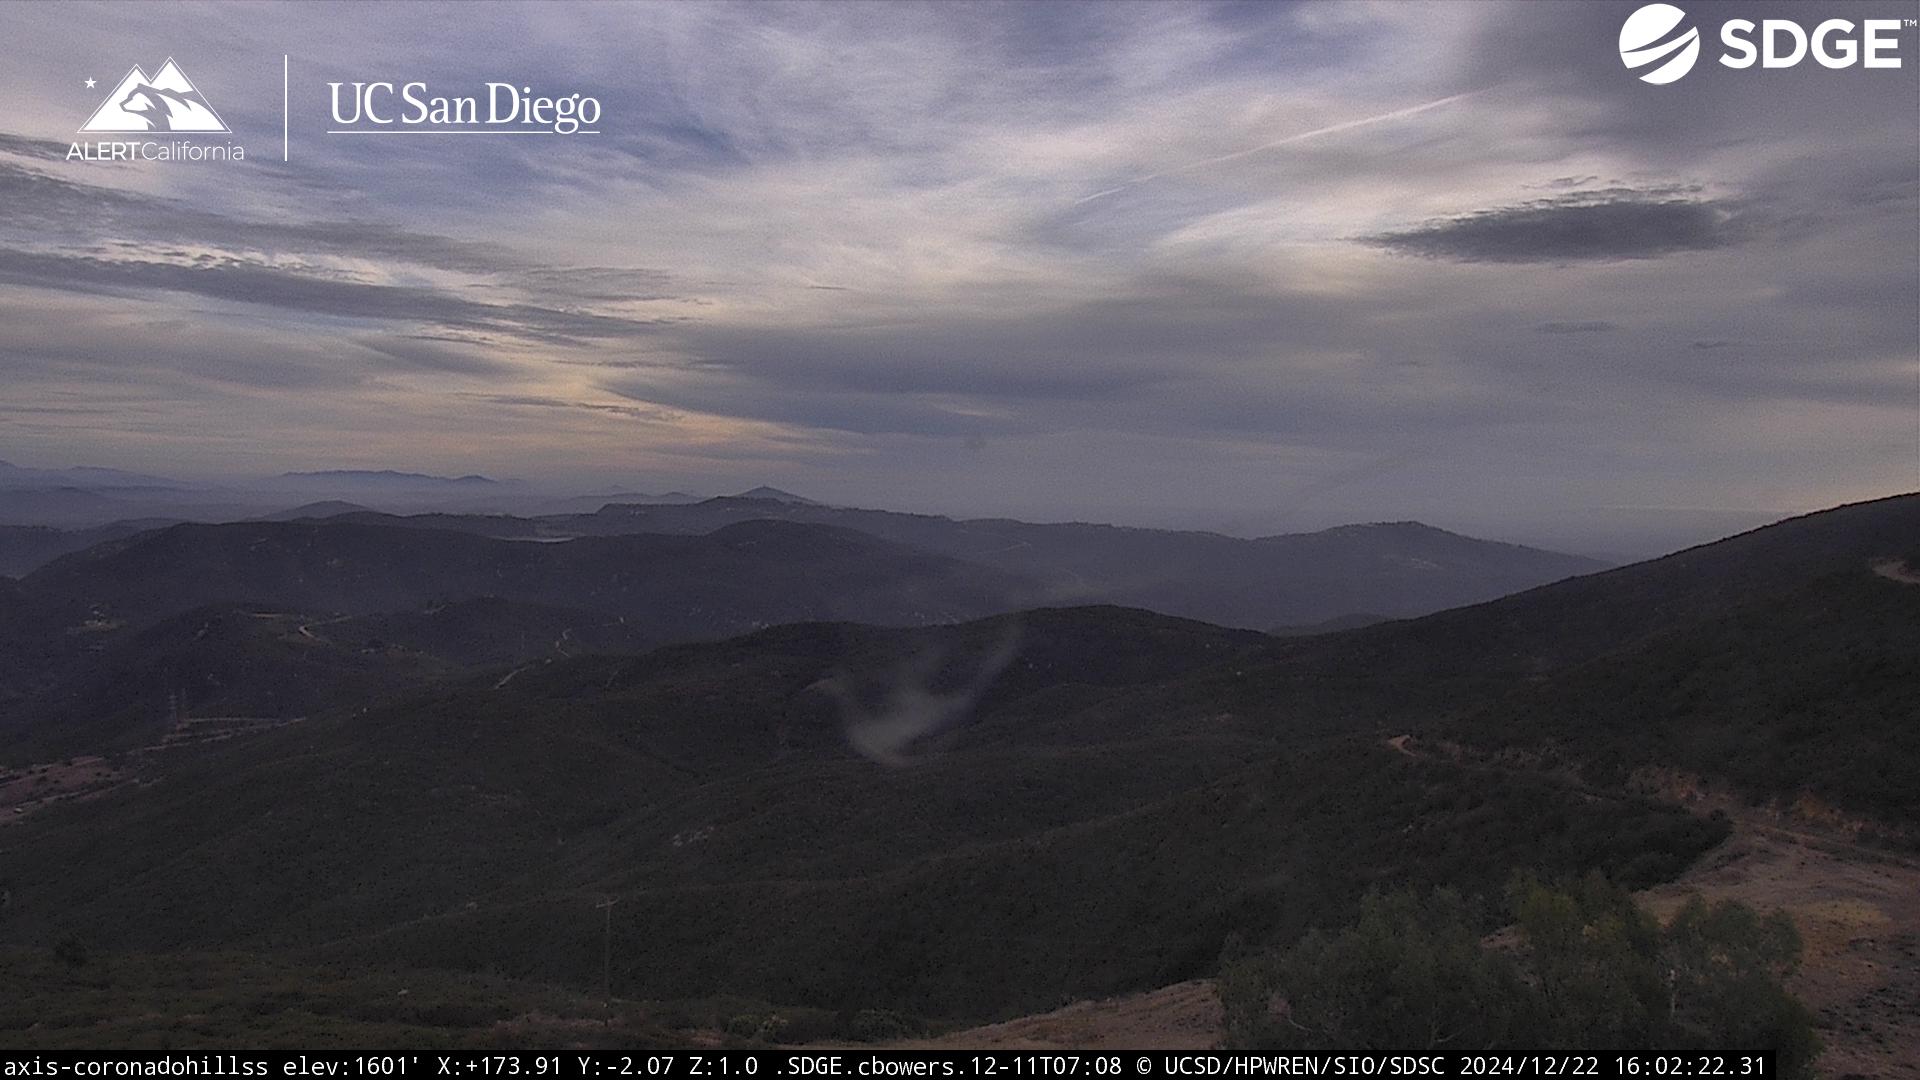 SDGE™
UC San Diego
ALERTCalifornia
axis-coronadohillss elev:1601' X:+173.91 Y:-2.07 Z:1.0 .SDGE.cbowers.12-11T07:08 © UCSD/HPWREN/SIO/SDSC 2024/12/22 16:02:22.31